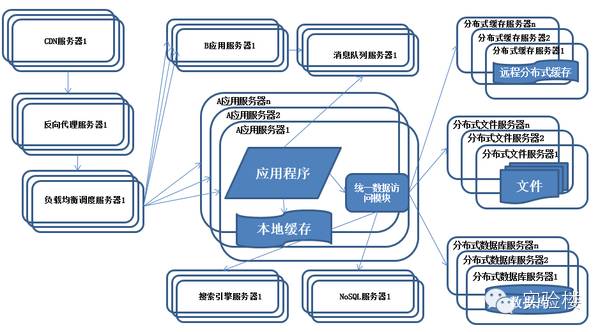 CDN服务器1
反向代理服务器1
负载均衡调度服务器1
B应用服务器1
消息队列服务器1
A应用服务器n
A应用服务器2
A应用服务器1
应用程序
统一数据访
问模块
本地缓存
搜索引擎服务器1
NoSQL服务器1
分布式缓存服务器n
分布式缓存服务器2
分布式缓存服务器1
远程分布式缓存
分布式文件服务器n
分布式文件服务器2
分布式文件服务器1
文件
分布式数据库服务器n
分布式数据库服务器2
分布式数据库服务器1
实验楼